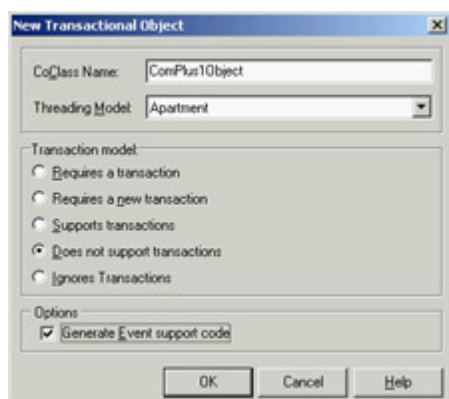 New Transactional Object
CoClass Name: ComPlus1Object
Threading Model: Apartment
Transaction model:
Requires a transaction
Requires a new transaction
Supports transactions
Does not support transactions
Ignores Transactions
Options
Generate Event support code
OK Cancel Help